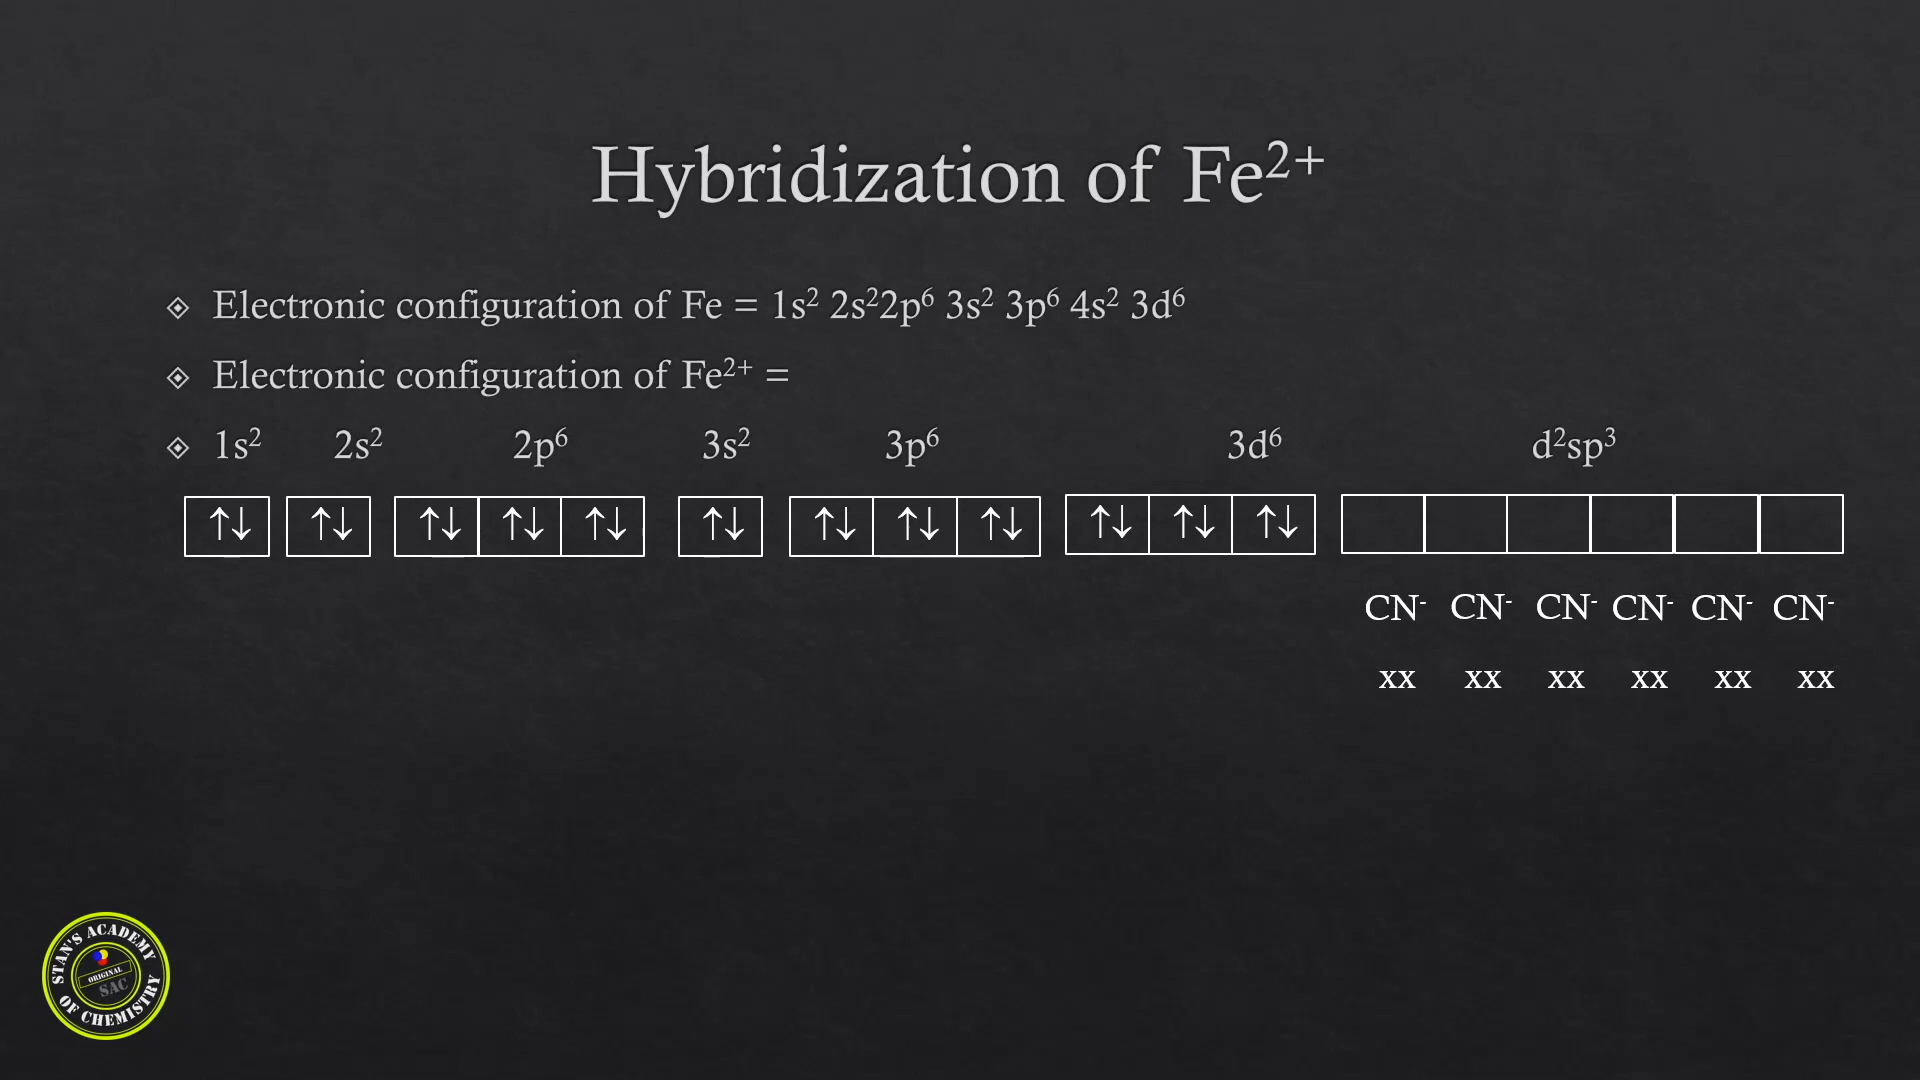 Hybridization of Fe²⁺
Electronic configuration of Fe = 1s² 2s²2p⁶ 3s² 3p⁶ 4s² 3d⁶
Electronic configuration of Fe²⁺ =
1s² 2s² 2p⁶ 3s² 3p⁶ 3d⁶ d²sp³
↑↓ ↑↓ ↑↓ ↑↓ ↑↓ ↑↓ ↑↓ ↑↓ ↑↓ ↑↓ ↑↓ ↑↓
CN⁻ CN⁻ CN⁻ CN⁻ CN⁻ CN⁻
xx xx xx xx xx xx
STAN'S ACADEMY
ORIGINAL
SAC
OF CHEMISTRY